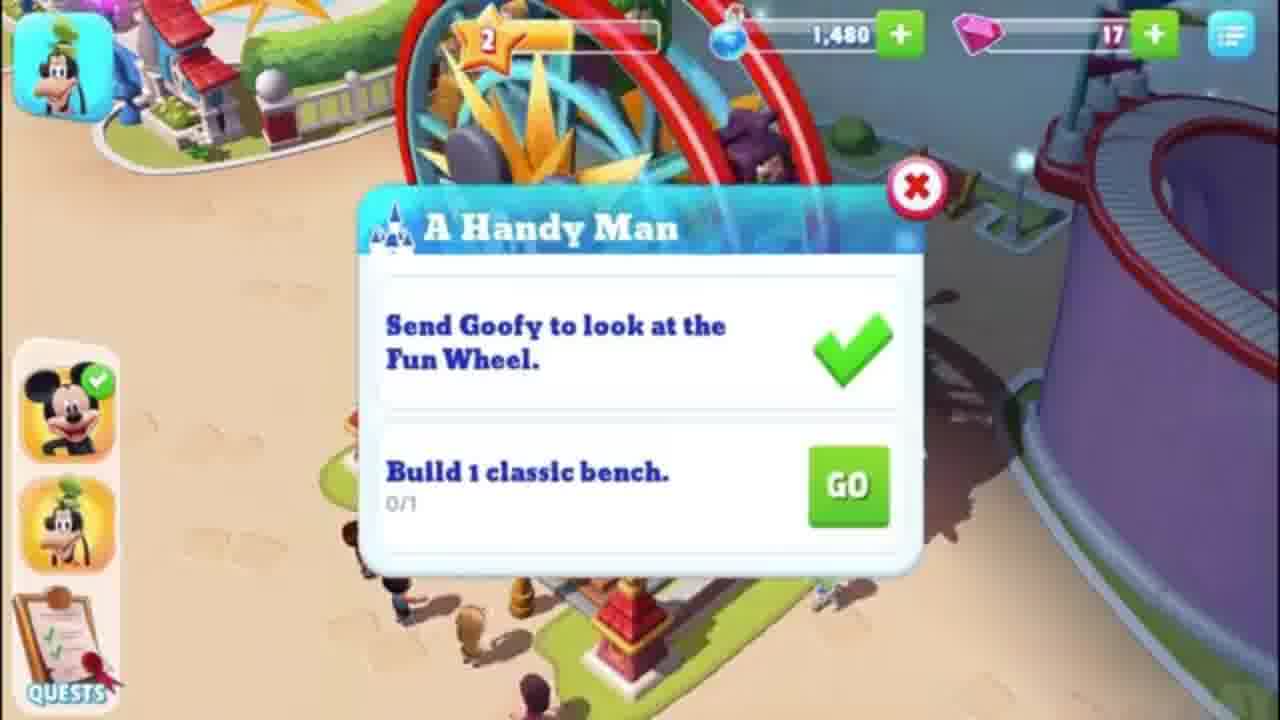 2
1,480
17
A Handy Man
Send Goofy to look at the
Fun Wheel.
Build 1 classic bench.
0/1
GO
QUESTS